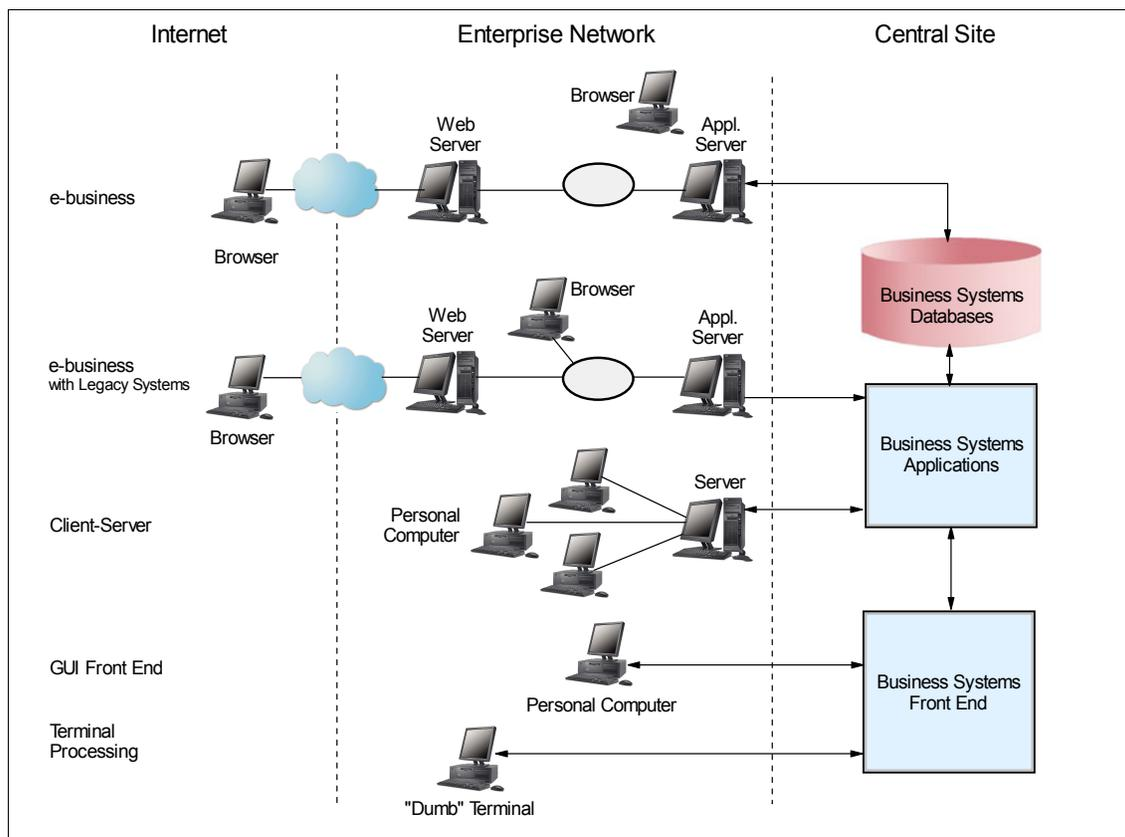 Internet
Enterprise Network
Central Site
Browser
Web
Server
Appl.
Server
e-business
Browser
Business Systems
Databases
Browser
Web
Server
Appl.
Server
e-business
with Legacy Systems
Browser
Business Systems
Applications
Server
Personal
Computer
Client-Server
GUI Front End
Personal Computer
Business Systems
Front End
Terminal
Processing
"Dumb" Terminal